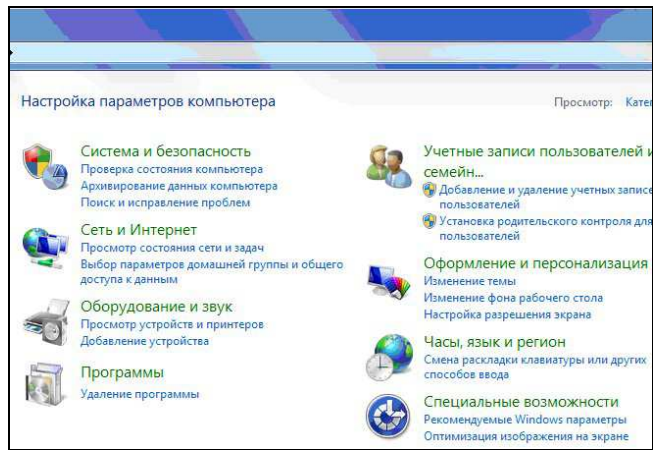 Настройка параметров компьютера
Просмотр:
Система и безопасность
Проверка состояния компьютера
Архивирование данных компьютера
Поиск и исправление проблем
Сеть и Интернет
Просмотр состояния сети и задач
Выбор параметров домашней группы и общего
доступа к данным
Оборудование и звук
Просмотр устройств и принтеров
Добавление устройства
Программы
Удаление программы
Учетные записи пользователей и
семейн...
Добавление и удаление учетных записе
пользователей
Установка родительского контроля для
пользователей
Оформление и персонализация
Изменение темы
Изменение фона рабочего стола
Настройка разрешения экрана
Часы, язык и регион
Смена раскладки клавиатуры или других
способов ввода
Специальные возможности
Рекомендуемые Windows параметры
Оптимизация изображения на экране